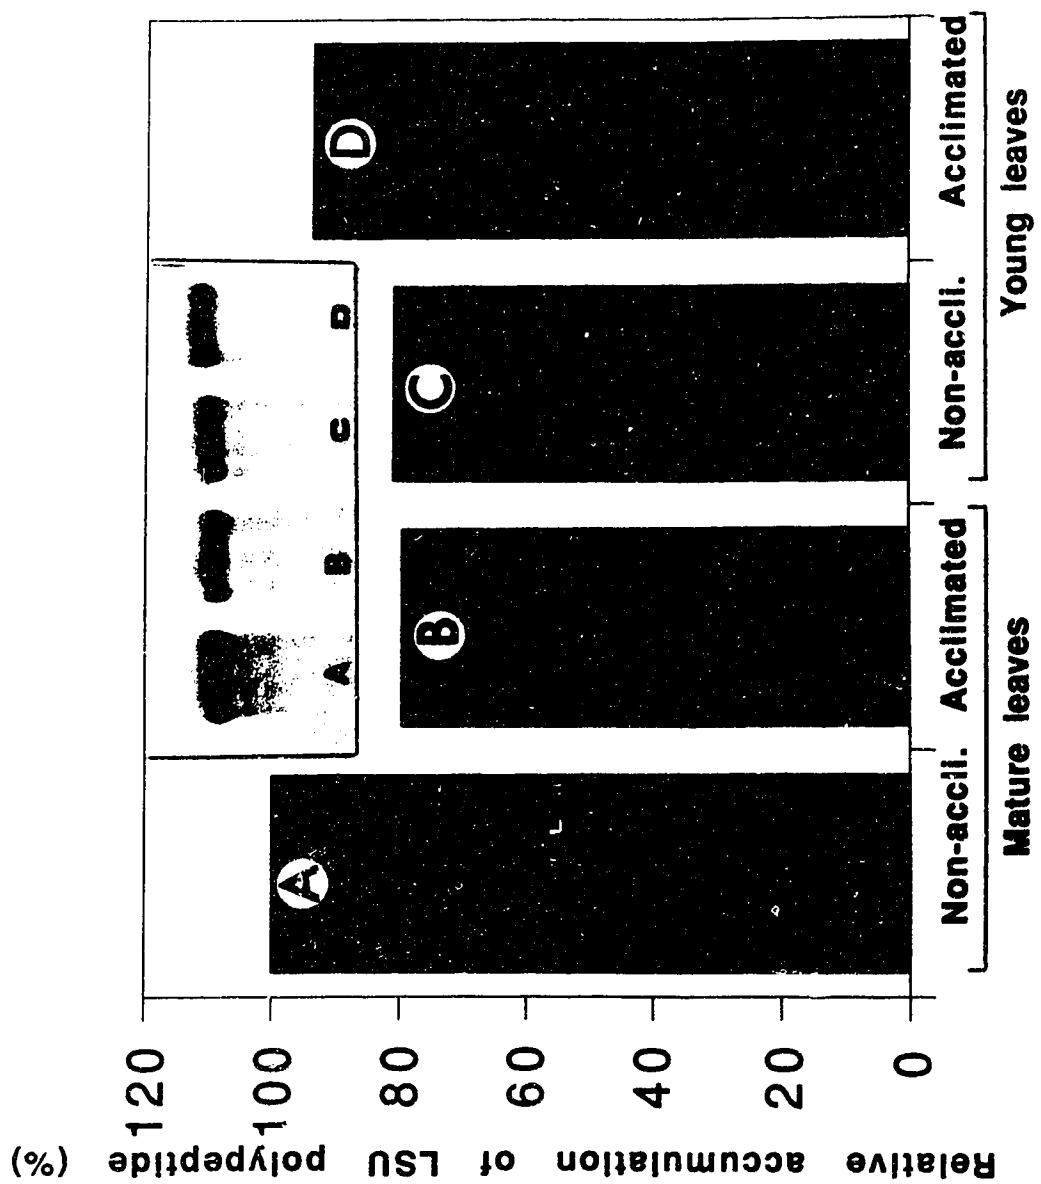 Relative accumulation of LSU polypeptide (%)
120
100
80
60
40
20
0
A
B
C
D
A
B
C
D
Non-accli.
Acclimated
Non-accli.
Acclimated
Mature leaves
Young leaves